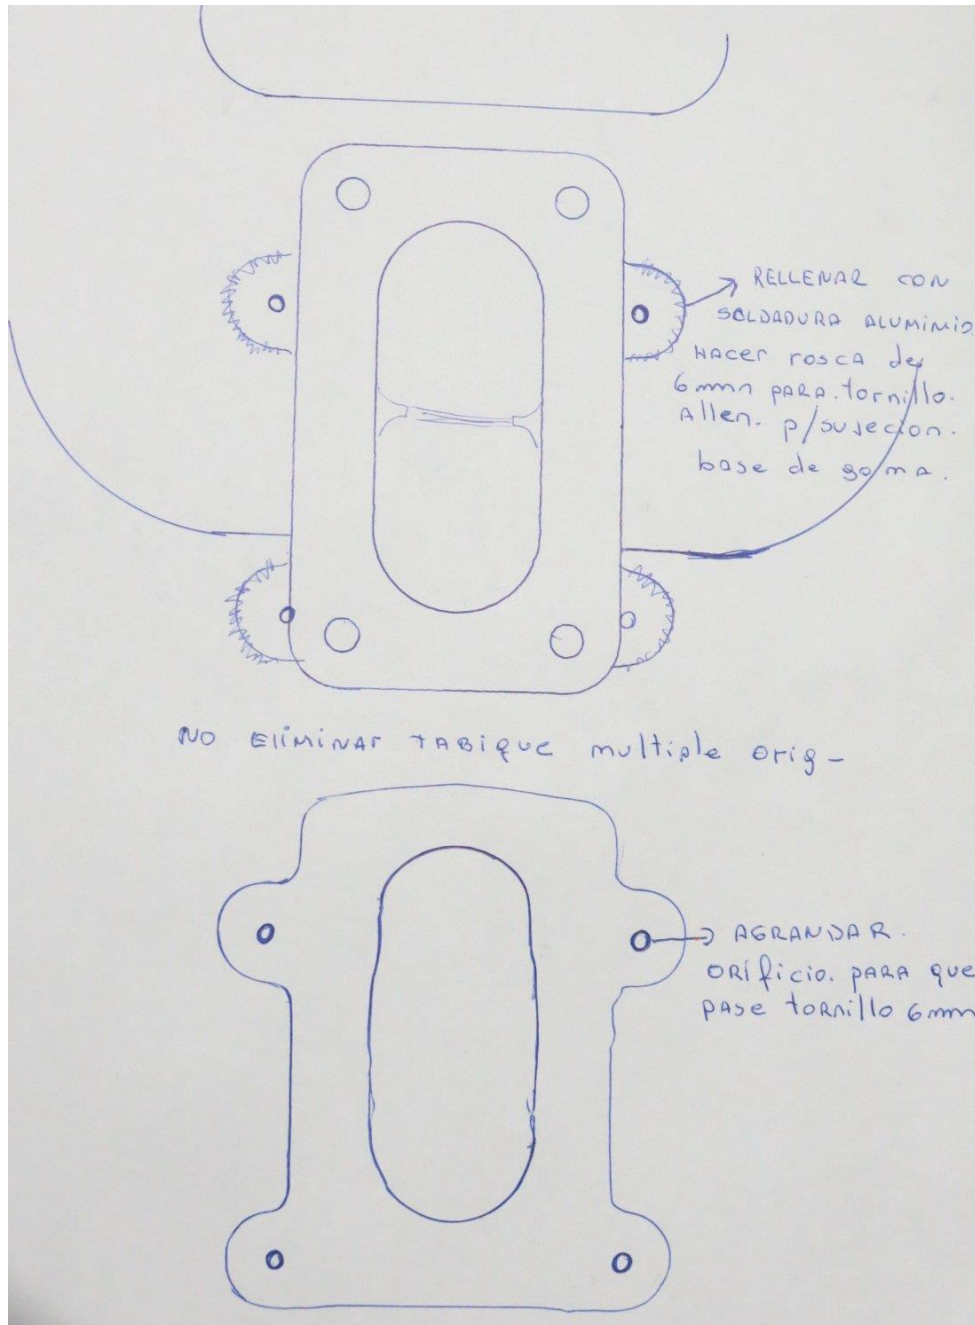 RELLENAR CON
SOLDADURA ALUMINIO
HACER rosca de
6mm PARA.tornillo.
Allen. p/sujecion.
base de goma.
NO EliMiNAr TABiQUE multiple orig-
AGRANDAR.
ORificio. PARA que
PASE tORNillo 6mm